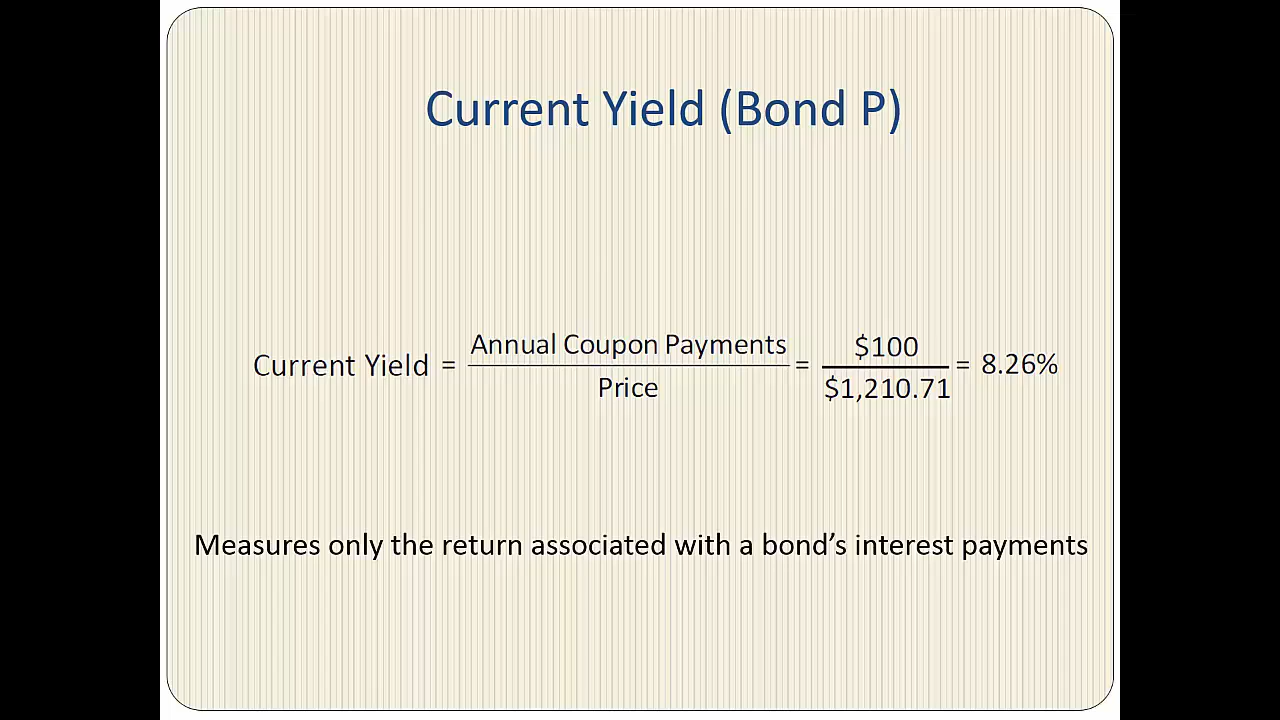 Current Yield (Bond P)
Current Yield = Annual Coupon Payments / Price = $100 / $1,210.71 = 8.26%
Measures only the return associated with a bond’s interest payments